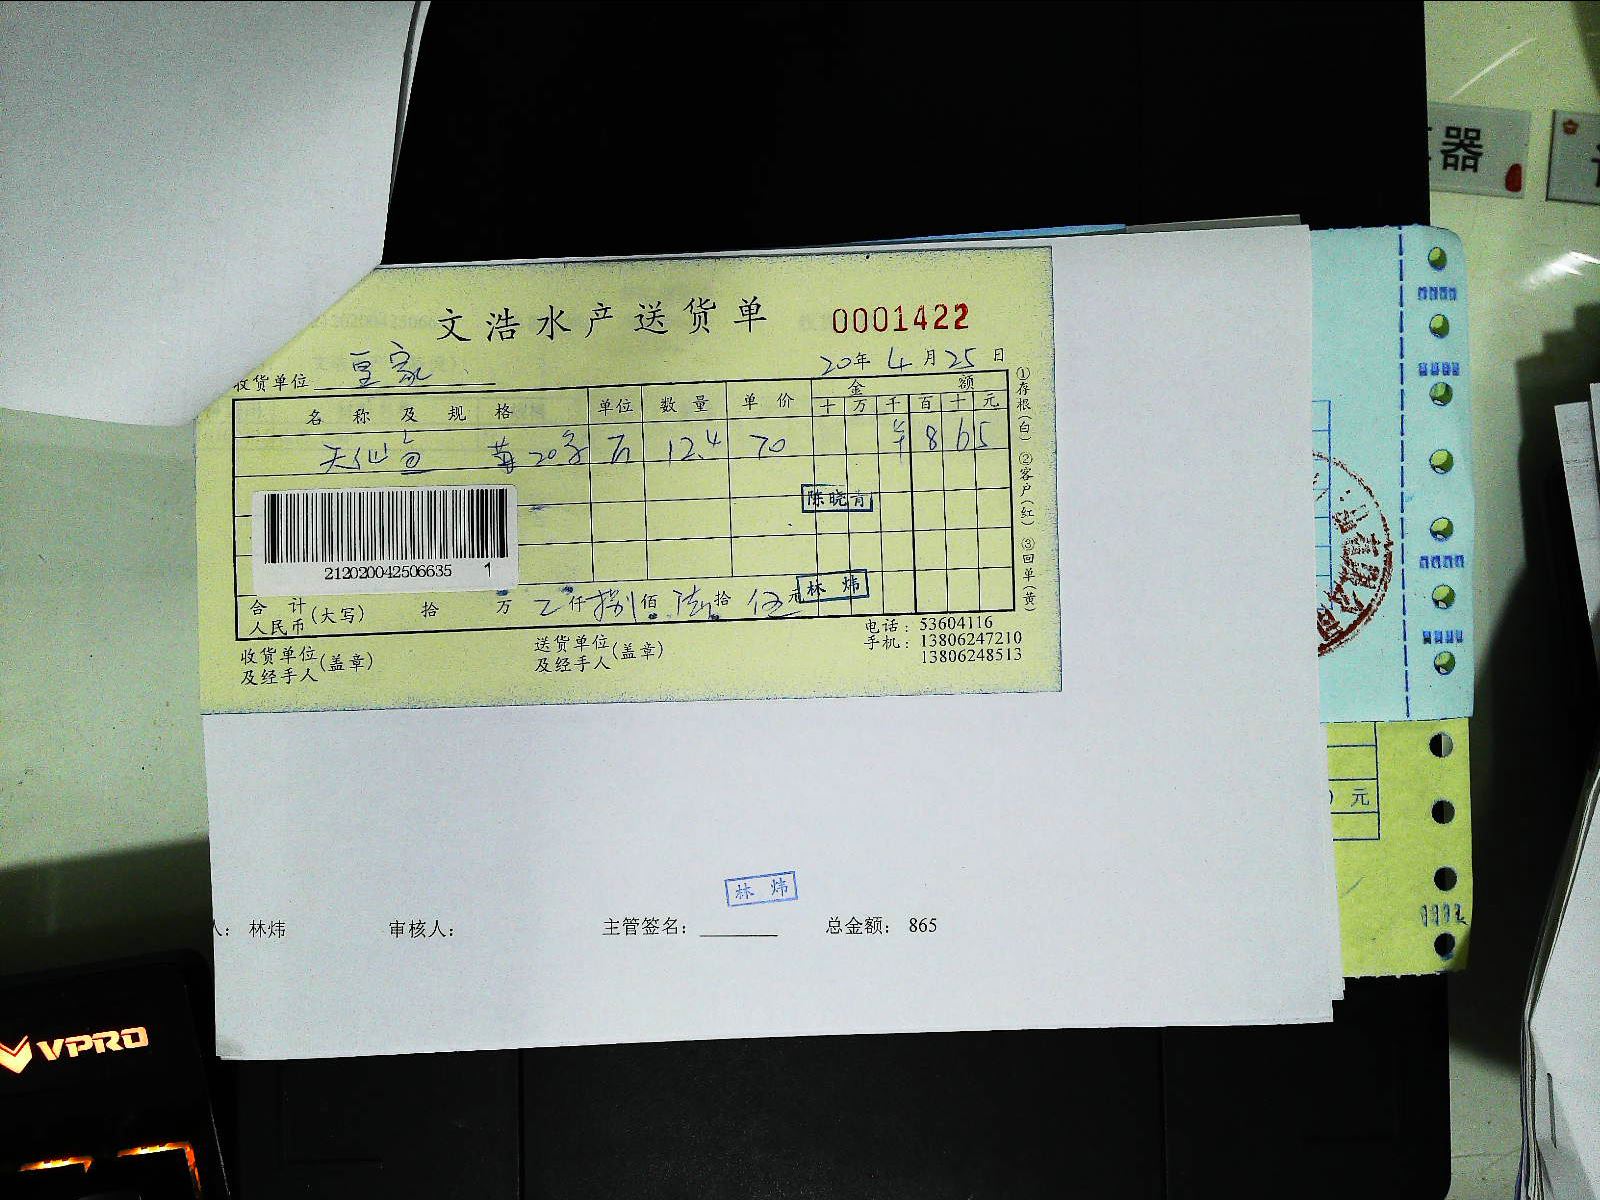 器
文浩水产送货单 0001422
收货单位 皇家 20年4月25日
名称及规格 单位 数量 单价 金额
十 万 千 百 十 元
天仙鱼 12.4 70 ¥ 8 6 5
陈晓青
212020042506635 1
林炜
合计人民币(大写) 拾 万 仟 捌佰 陆拾 伍元
收货单位及经手人(盖章) 送货单位及经手人(盖章)
电话：53604116
手机：13806247210
13806248513
①存根(白) ②客户(红) ③回单(黄)
元
林炜
人：林炜 审核人： 主管签名： 总金额：865
VPRO